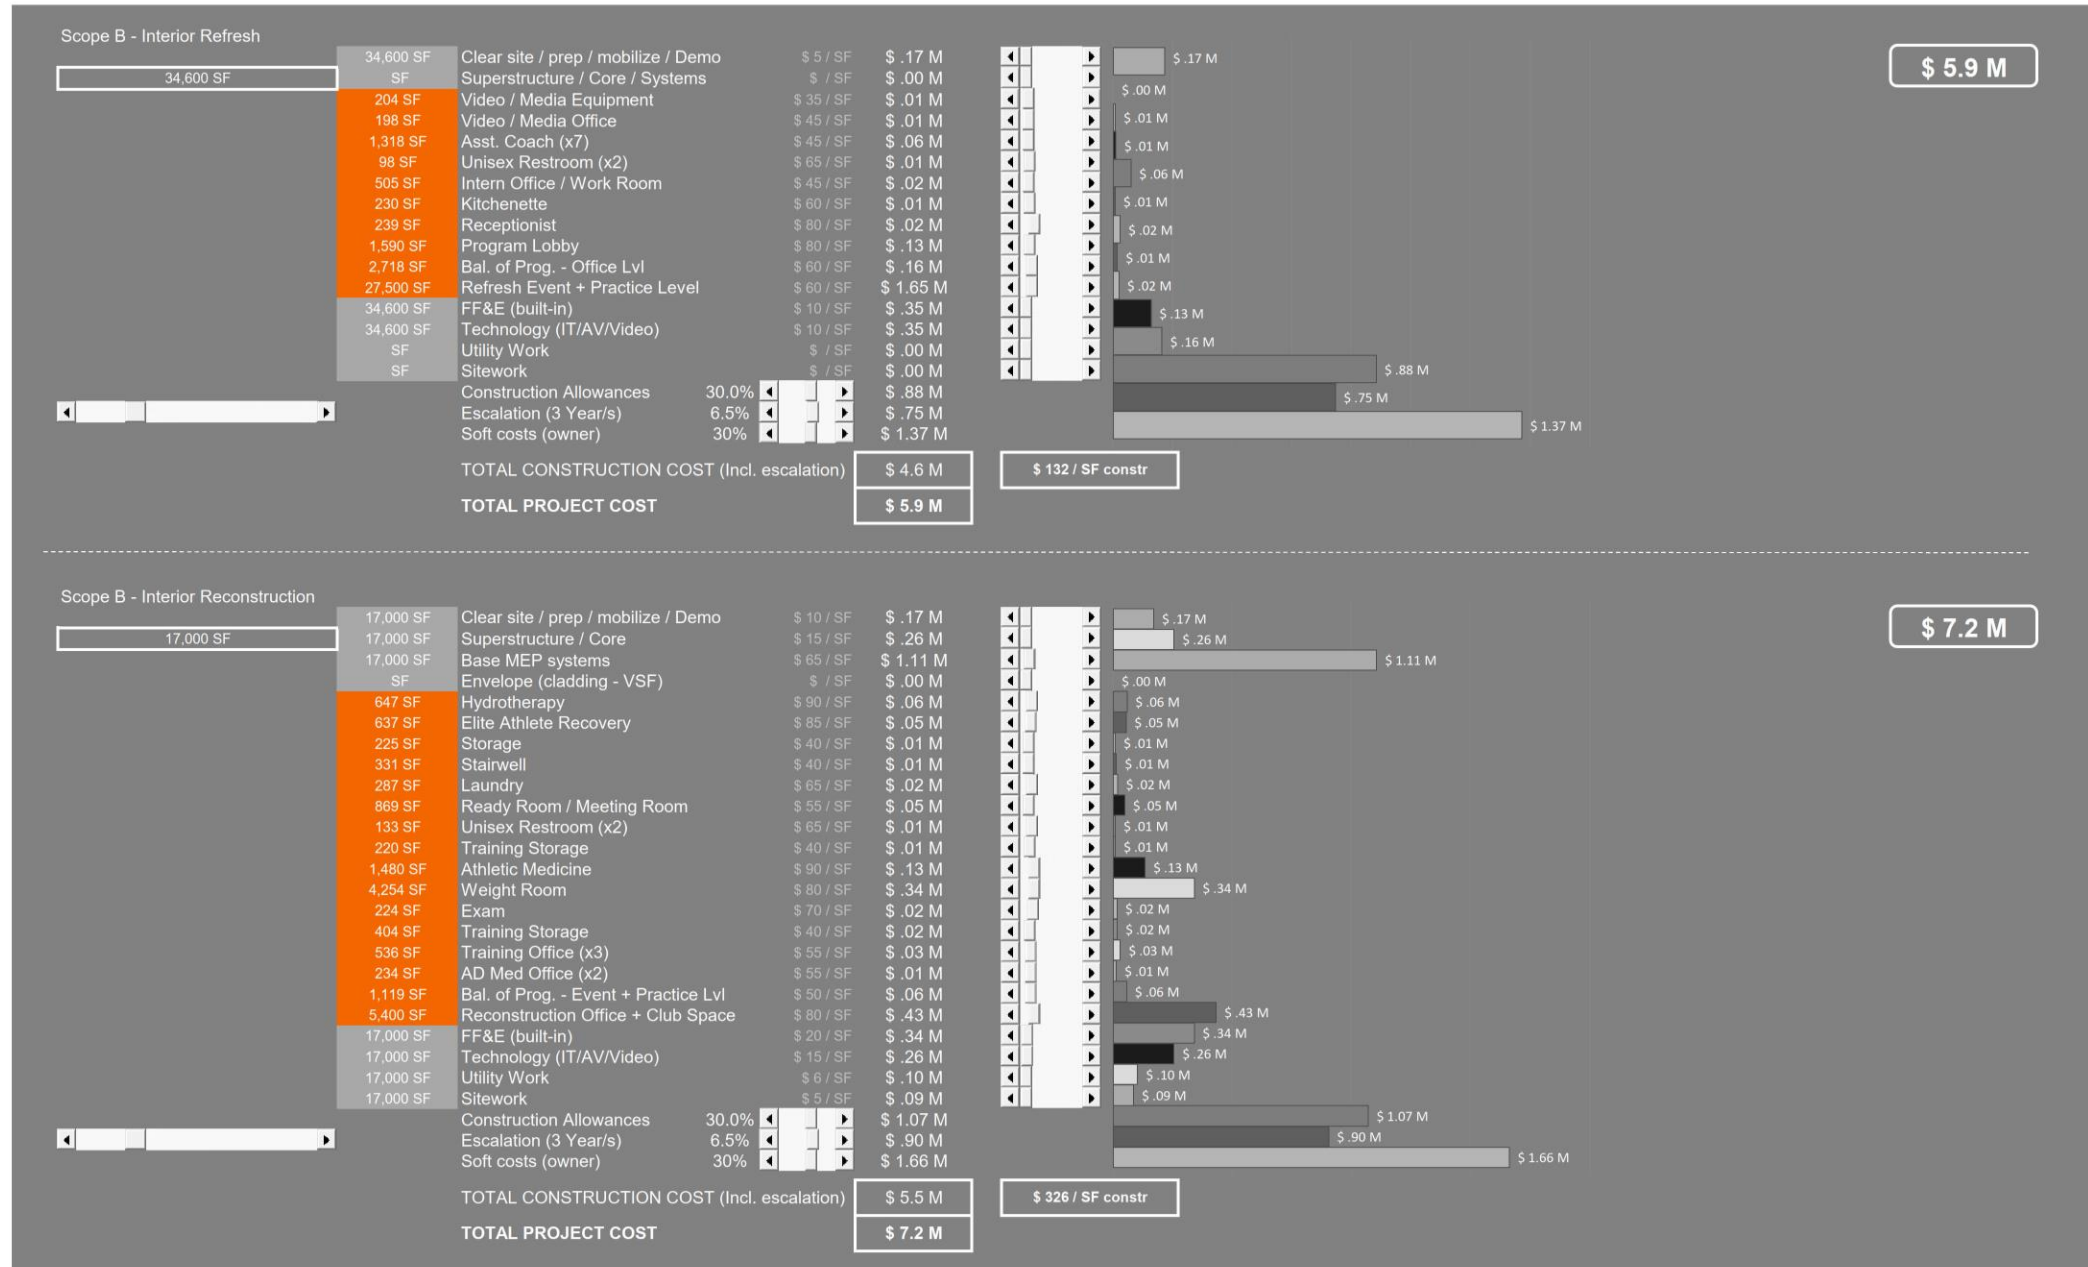 Scope B - Interior Refresh
34,600 SF Clear site / prep / mobilize / Demo $ 5 / SF $ .17 M $ .17 M $ 5.9 M
34,600 SF SF Superstructure / Core / Systems $ / SF $ .00 M $ .00 M
204 SF Video / Media Equipment $ 35 / SF $ .01 M $ .01 M
198 SF Video / Media Office $ 45 / SF $ .01 M $ .01 M
1,318 SF Asst. Coach (x7) $ 45 / SF $ .06 M $ .06 M
98 SF Unisex Restroom (x2) $ 65 / SF $ .01 M $ .01 M
505 SF Intern Office / Work Room $ 45 / SF $ .02 M $ .02 M
230 SF Kitchenette $ 60 / SF $ .01 M $ .01 M
239 SF Receptionist $ 80 / SF $ .02 M $ .02 M
1,590 SF Program Lobby $ 80 / SF $ .13 M $ .13 M
2,718 SF Bal. of Prog. - Office Lvl $ 60 / SF $ .16 M $ .16 M
27,500 SF Refresh Event + Practice Level $ 60 / SF $ 1.65 M
34,600 SF FF&E (built-in) $ 10 / SF $ .35 M
34,600 SF Technology (IT/AV/Video) $ 10 / SF $ .35 M
SF Utility Work $ / SF $ .00 M
SF Sitework $ / SF $ .00 M
Construction Allowances 30.0% $ .88 M $ .88 M
Escalation (3 Year/s) 6.5% $ .75 M $ .75 M
Soft costs (owner) 30% $ 1.37 M $ 1.37 M
TOTAL CONSTRUCTION COST (Incl. escalation) $ 4.6 M $ 132 / SF constr
TOTAL PROJECT COST $ 5.9 M
Scope B - Interior Reconstruction
17,000 SF Clear site / prep / mobilize / Demo $ 10 / SF $ .17 M $ .17 M $ 7.2 M
17,000 SF 17,000 SF Superstructure / Core $ 15 / SF $ .26 M $ .26 M
17,000 SF Base MEP systems $ 65 / SF $ 1.11 M $ 1.11 M
SF Envelope (cladding - VSF) $ / SF $ .00 M $ .00 M
647 SF Hydrotherapy $ 90 / SF $ .06 M $ .06 M
637 SF Elite Athlete Recovery $ 85 / SF $ .05 M $ .05 M
225 SF Storage $ 40 / SF $ .01 M $ .01 M
331 SF Stairwell $ 40 / SF $ .01 M $ .01 M
287 SF Laundry $ 65 / SF $ .02 M $ .02 M
869 SF Ready Room / Meeting Room $ 55 / SF $ .05 M $ .05 M
133 SF Unisex Restroom (x2) $ 65 / SF $ .01 M $ .01 M
220 SF Training Storage $ 40 / SF $ .01 M $ .01 M
1,480 SF Athletic Medicine $ 90 / SF $ .13 M $ .13 M
4,254 SF Weight Room $ 80 / SF $ .34 M $ .34 M
224 SF Exam $ 70 / SF $ .02 M $ .02 M
404 SF Training Storage $ 40 / SF $ .02 M $ .02 M
536 SF Training Office (x3) $ 55 / SF $ .03 M $ .03 M
234 SF AD Med Office (x2) $ 55 / SF $ .01 M $ .01 M
1,119 SF Bal. of Prog. - Event + Practice Lvl $ 50 / SF $ .06 M $ .06 M
5,400 SF Reconstruction Office + Club Space $ 80 / SF $ .43 M $ .43 M
17,000 SF FF&E (built-in) $ 20 / SF $ .34 M $ .34 M
17,000 SF Technology (IT/AV/Video) $ 15 / SF $ .26 M $ .26 M
17,000 SF Utility Work $ 6 / SF $ .10 M $ .10 M
17,000 SF Sitework $ 5 / SF $ .09 M $ .09 M
Construction Allowances 30.0% $ 1.07 M $ 1.07 M
Escalation (3 Year/s) 6.5% $ .90 M $ .90 M
Soft costs (owner) 30% $ 1.66 M $ 1.66 M
TOTAL CONSTRUCTION COST (Incl. escalation) $ 5.5 M $ 326 / SF constr
TOTAL PROJECT COST $ 7.2 M